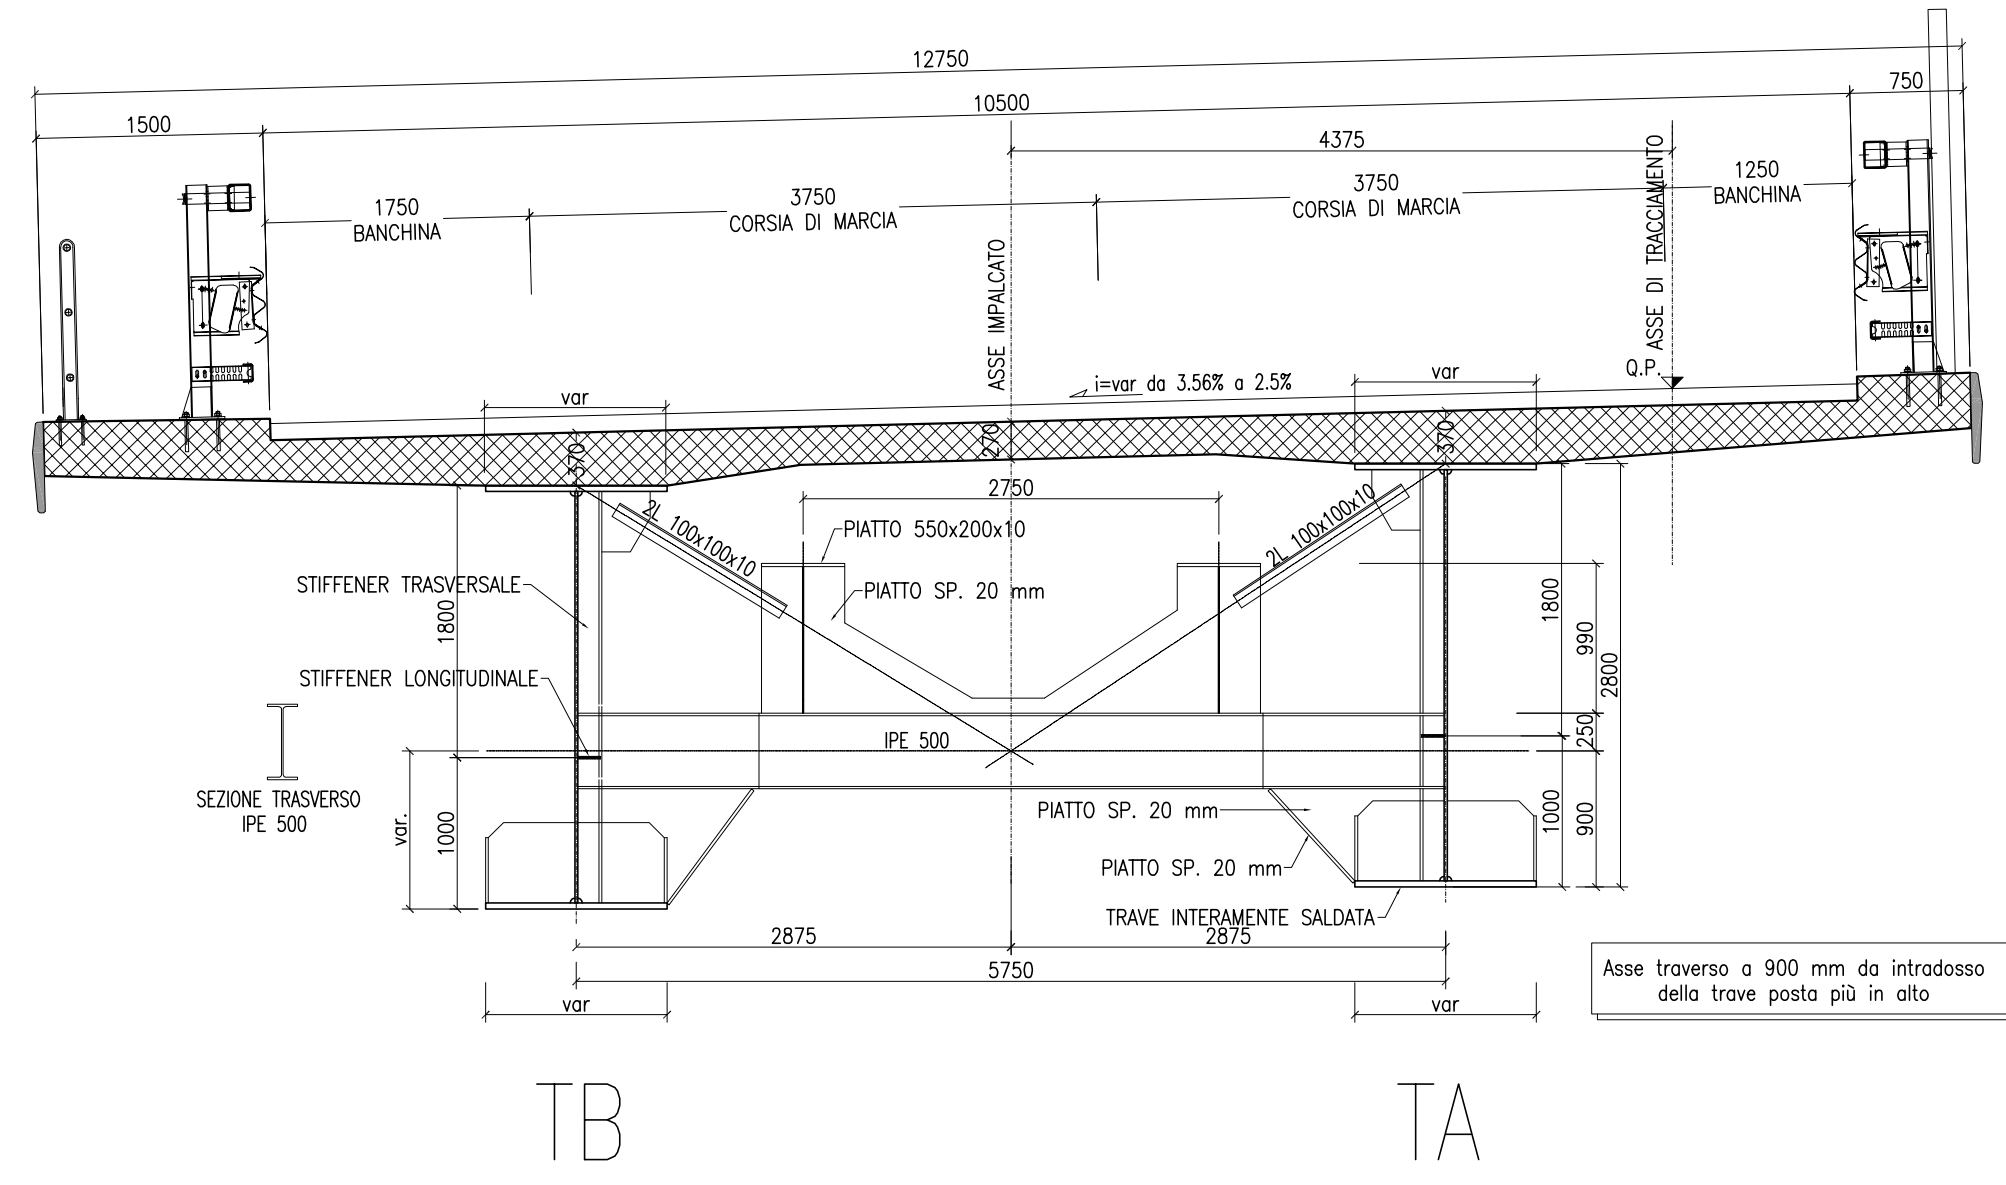 12750
750
10500
1500
4375
1250
BANCHINA
3750
CORSIA DI MARCIA
3750
CORSIA DI MARCIA
1750
BANCHINA
ASSE IMPALCATO
ASSE DI TRACCIAMENTO
Q.P.
i=var da 3.56% a 2.5%
var
var
370
270
370
2750
2L 100x100x10
2L 100x100x10
PIATTO 550x200x10
PIATTO SP. 20 mm
STIFFENER TRASVERSALE
1800
1800
990
2800
STIFFENER LONGITUDINALE
IPE 500
250
SEZIONE TRASVERSO
IPE 500
var.
1000
PIATTO SP. 20 mm
1000
900
PIATTO SP. 20 mm
TRAVE INTERAMENTE SALDATA
2875
2875
5750
var
var
Asse traverso a 900 mm da intradosso
della trave posta più in alto
TB
TA